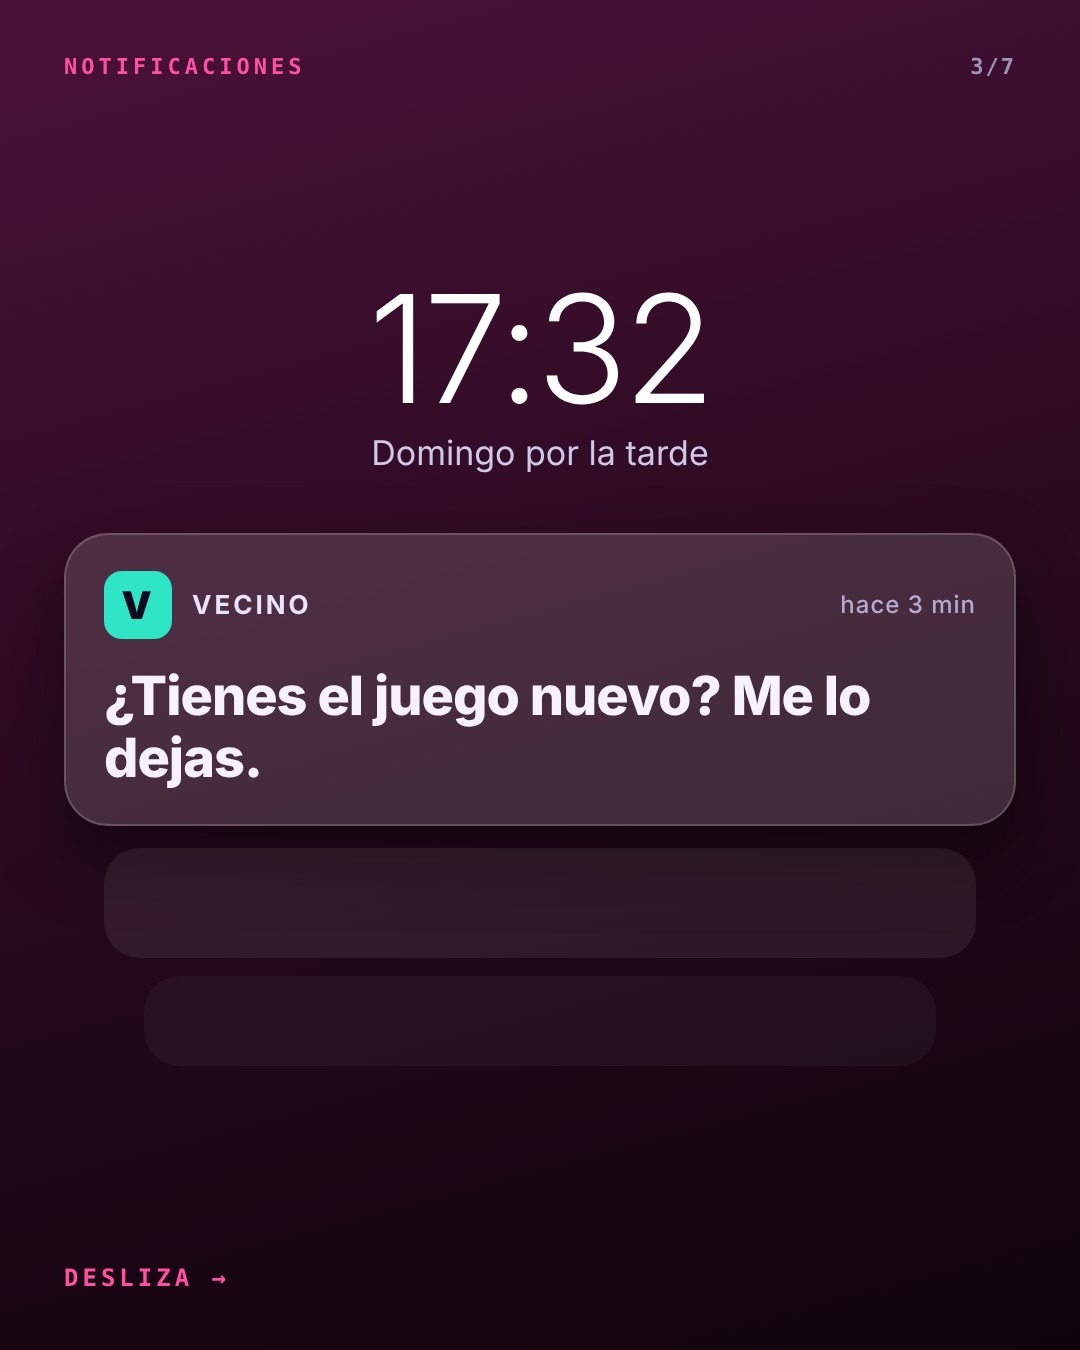 NOTIFICACIONES
3/7
17:32
Domingo por la tarde
V
VECINO
hace 3 min
¿Tienes el juego nuevo? Me lo
dejas.
DESLIZA →